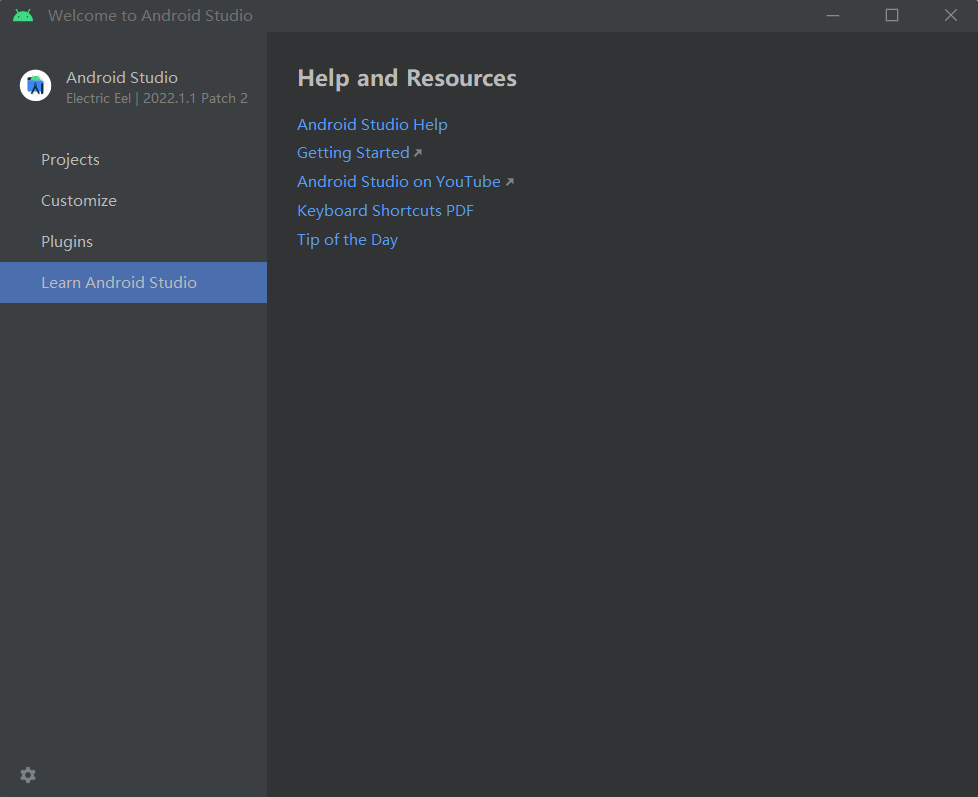 Welcome to Android Studio
Android Studio
Electric Eel | 2022.1.1 Patch 2
Projects
Customize
Plugins
Learn Android Studio
Help and Resources
Android Studio Help
Getting Started
Android Studio on YouTube
Keyboard Shortcuts PDF
Tip of the Day